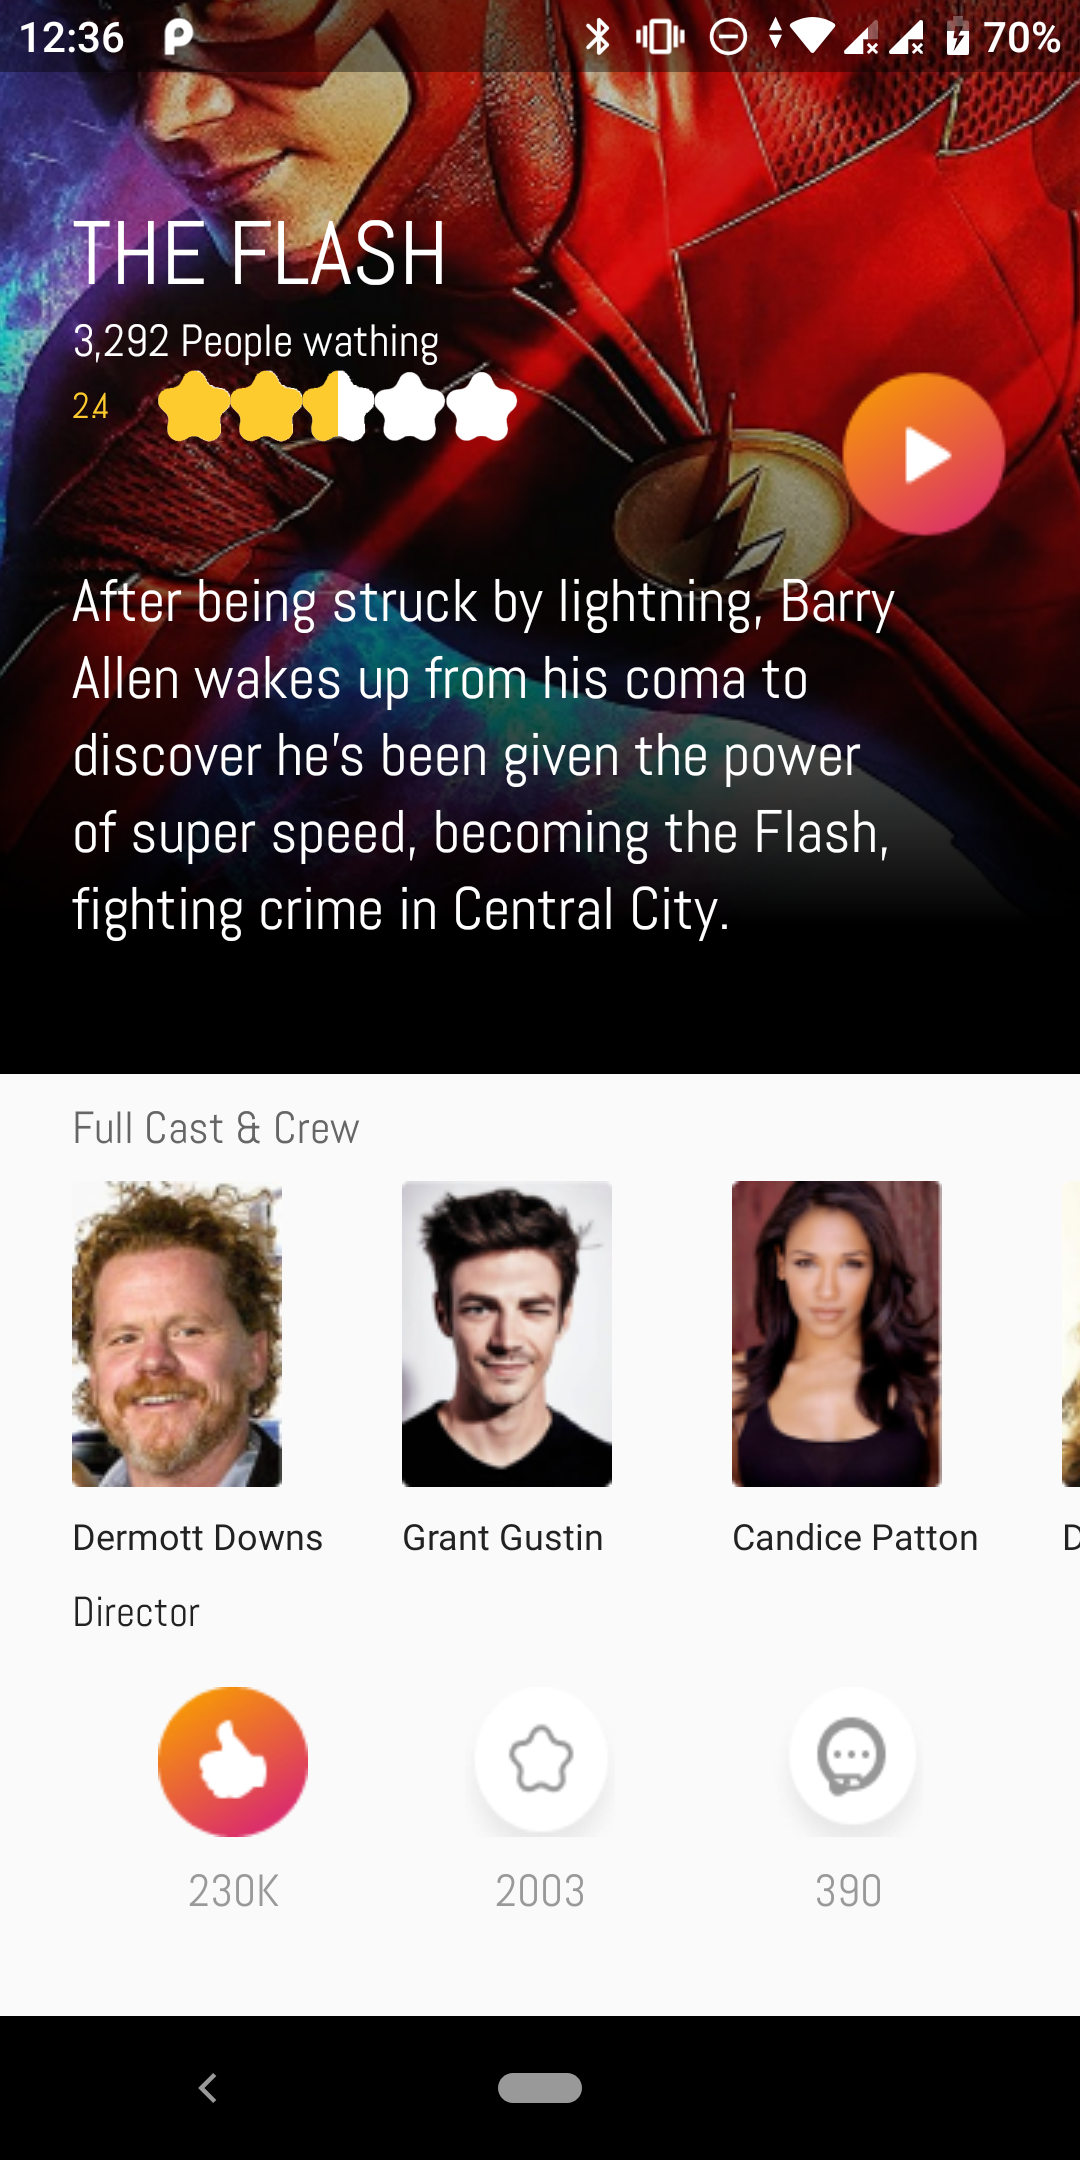 12:36
70%
THE FLASH
3,292 People wathing
2.4
After being struck by lightning, Barry
Allen wakes up from his coma to
discover he's been given the power
of super speed, becoming the Flash,
fighting crime in Central City.
Full Cast & Crew
Dermott Downs
Grant Gustin
Candice Patton
D
Director
230K
2003
390